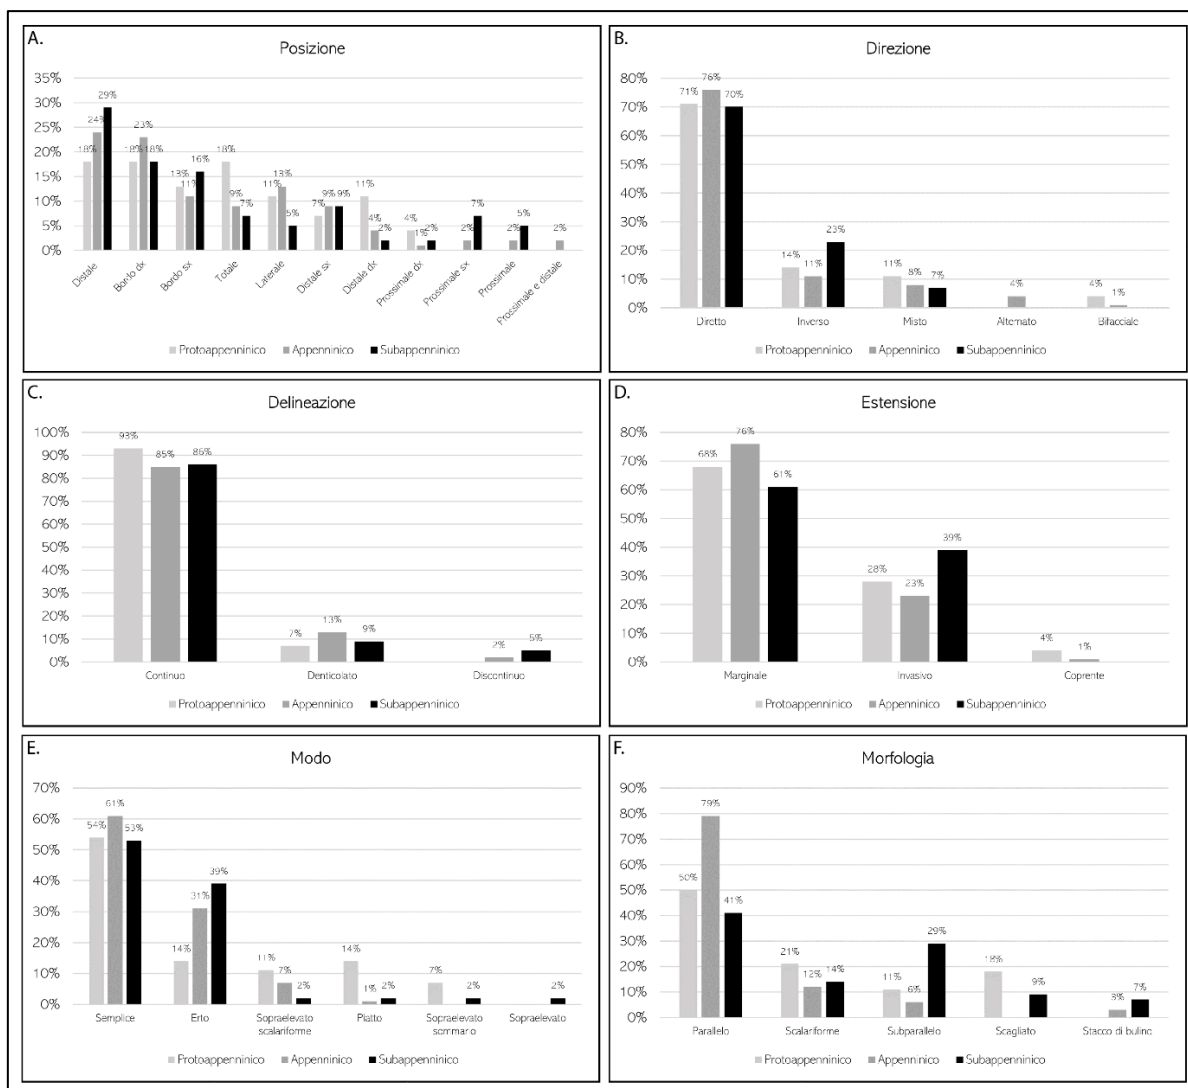 A.
Posizione
35%
30%
25%
20%
15%
10%
5%
0%
18% 24% 29%
18% 23% 18%
13% 11% 16%
18% 9% 7%
11% 13% 5%
7% 9% 9%
11% 4% 2%
4% 1% 2%
2% 7%
2% 5%
2%
Distale Bordo dx Bordo sx Totale Laterale Distale sx Distale dx Prossimale dx Prossimale sx Prossimale Prossimale e distale
Protoappenninico Appenninico Subappenninico
B.
Direzione
80%
70%
60%
50%
40%
30%
20%
10%
0%
71% 76% 70%
14% 11% 23%
11% 8% 7%
4%
4% 1%
Diretto Inverso Misto Alternato Bifacciale
Protoappenninico Appenninico Subappenninico
C.
Delineazione
100%
90%
80%
70%
60%
50%
40%
30%
20%
10%
0%
93% 85% 86%
7% 13% 9%
2% 5%
Continuo Denticolato Discontinuo
Protoappenninico Appenninico Subappenninico
D.
Estensione
80%
70%
60%
50%
40%
30%
20%
10%
0%
68% 76% 61%
28% 23% 39%
4% 1%
Marginale Invasivo Coprente
Protoappenninico Appenninico Subappenninico
E.
Modo
70%
60%
50%
40%
30%
20%
10%
0%
54% 61% 53%
14% 31% 39%
11% 7% 2%
14% 1% 2%
7% 2%
2%
Semplice Erto Sopraelevato Piatto Sopraelevato Sopraelevato
scalariforme sommario
Protoappenninico Appenninico Subappenninico
F.
Morfologia
90%
80%
70%
60%
50%
40%
30%
20%
10%
0%
50% 79% 41%
21% 12% 14%
11% 6% 29%
18% 9%
3% 7%
Parallelo Scalariforme Subparallelo Scagliato Stacco di bulino
Protoappenninico Appenninico Subappenninico